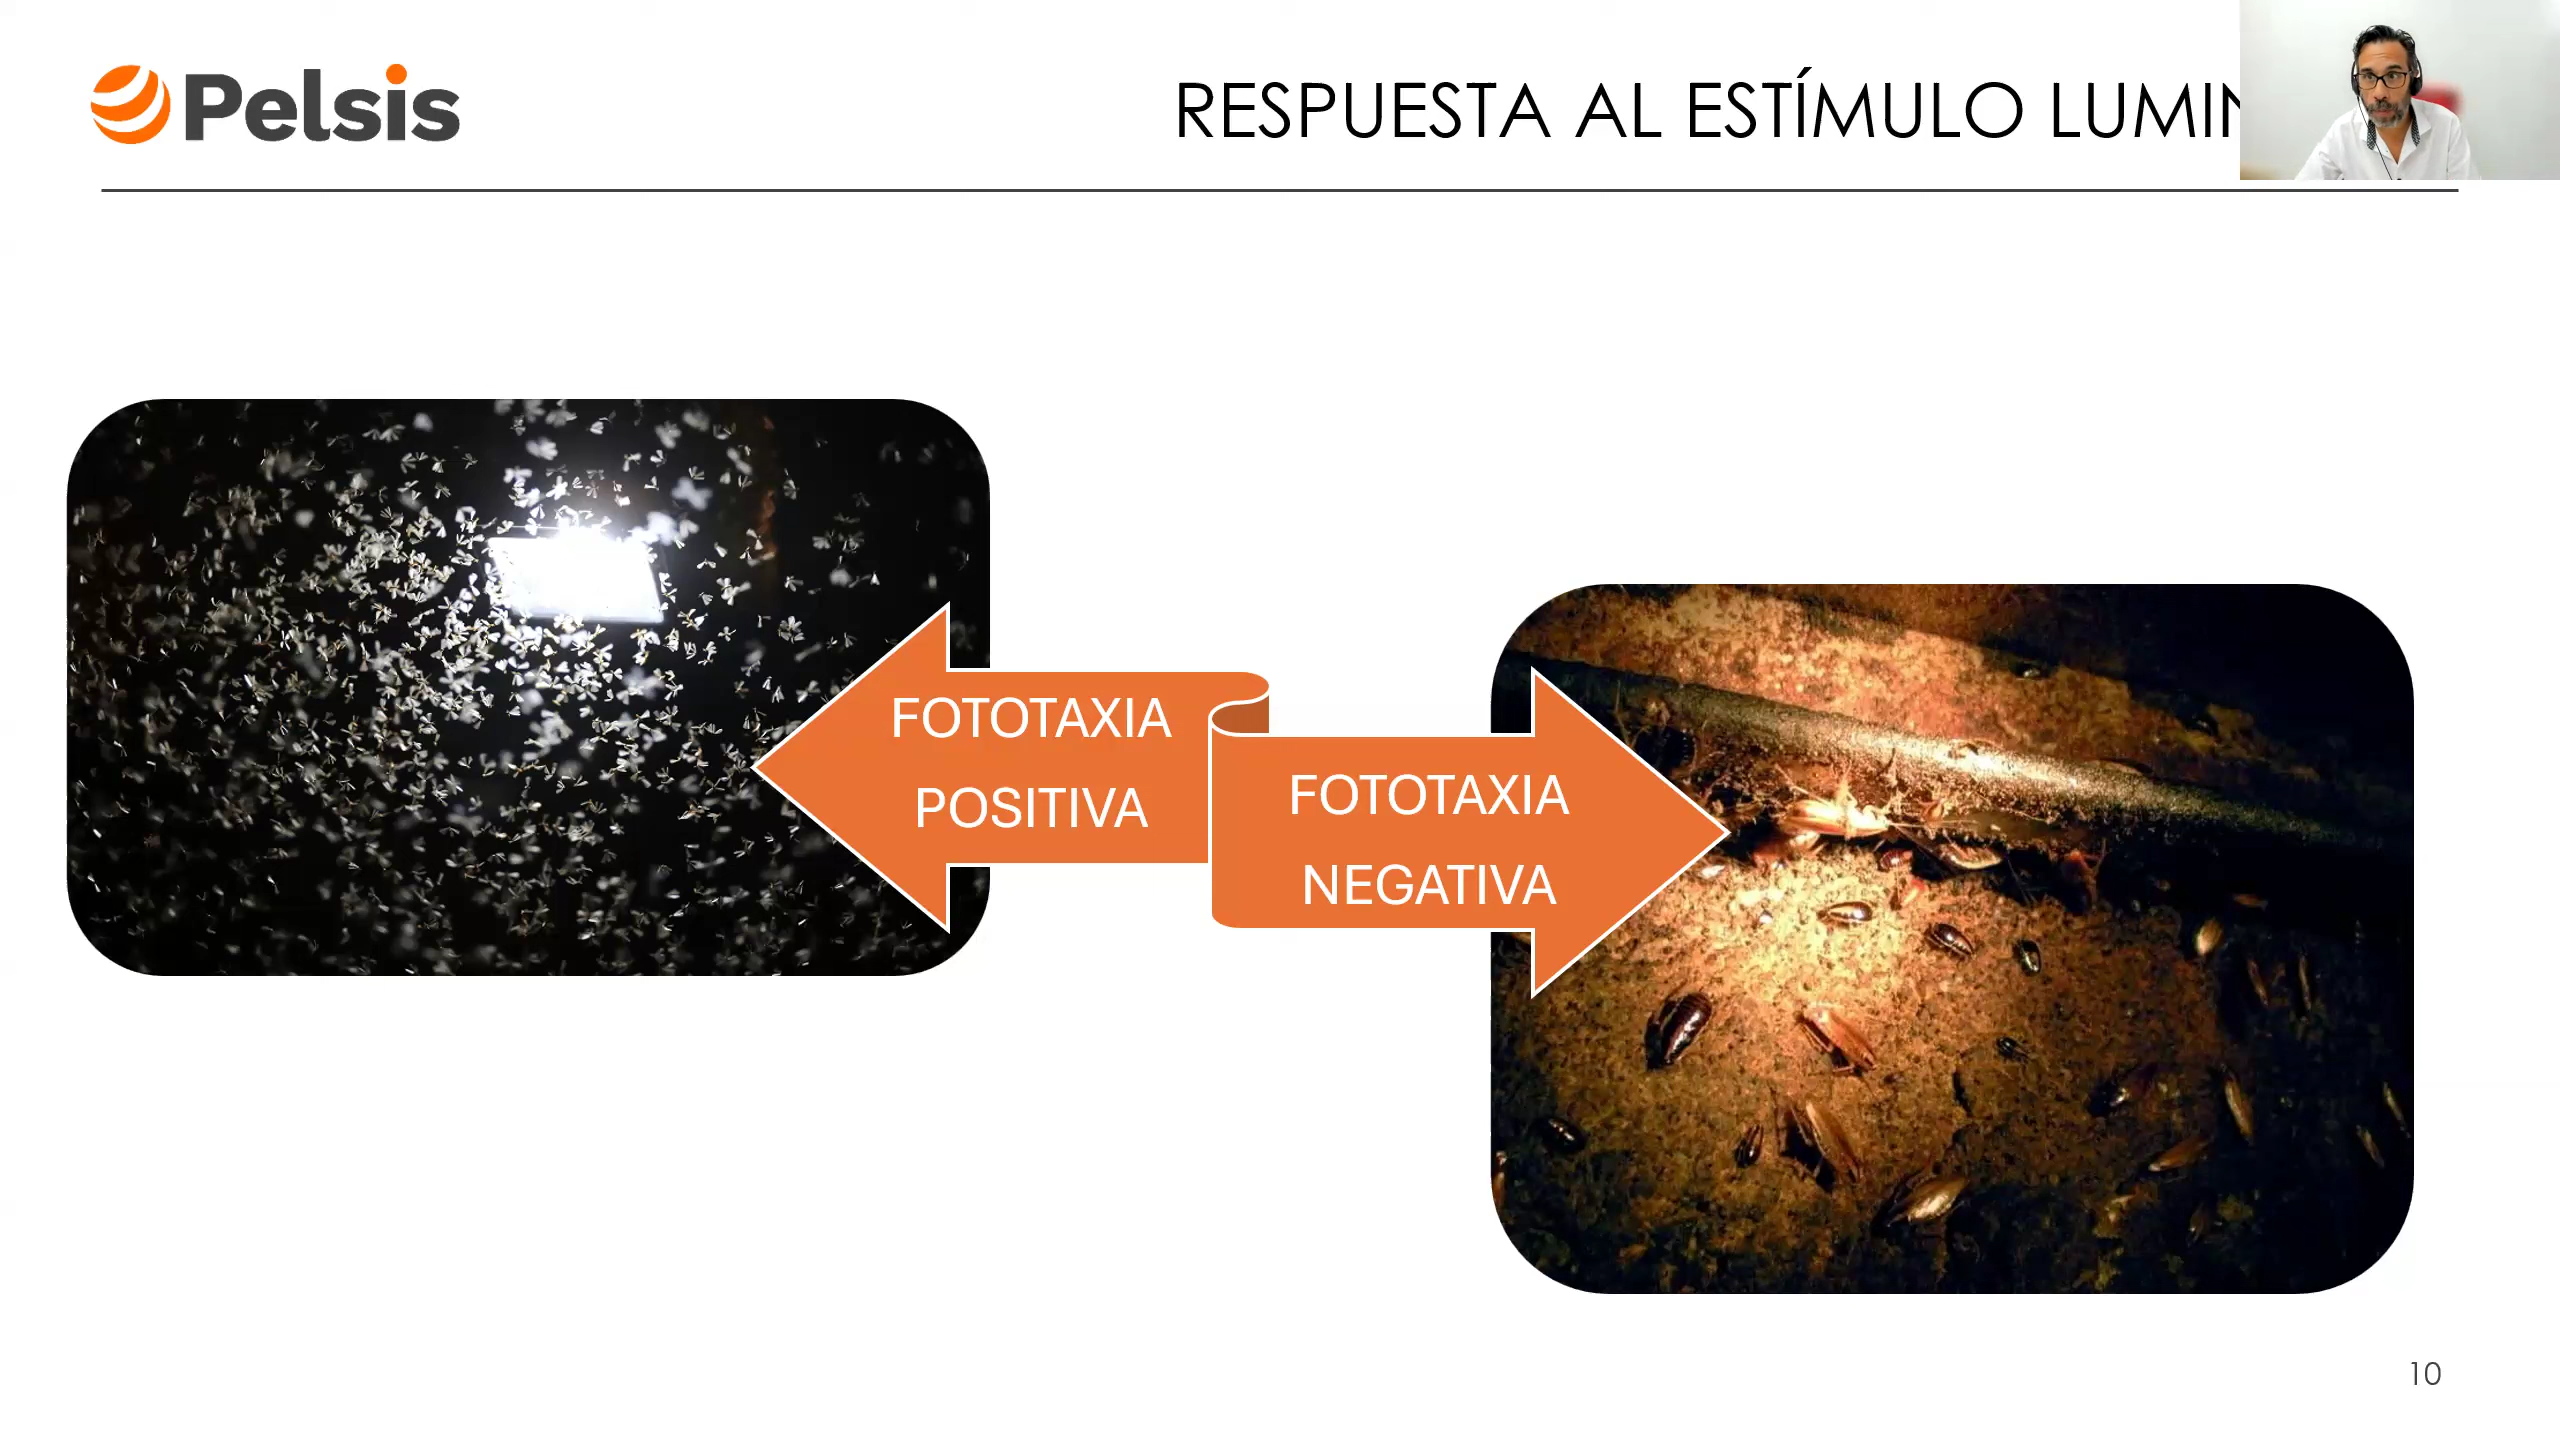 Pelsis
RESPUESTA AL ESTÍMULO
FOTOTAXIA
POSITIVA
FOTOTAXIA
NEGATIVA
10